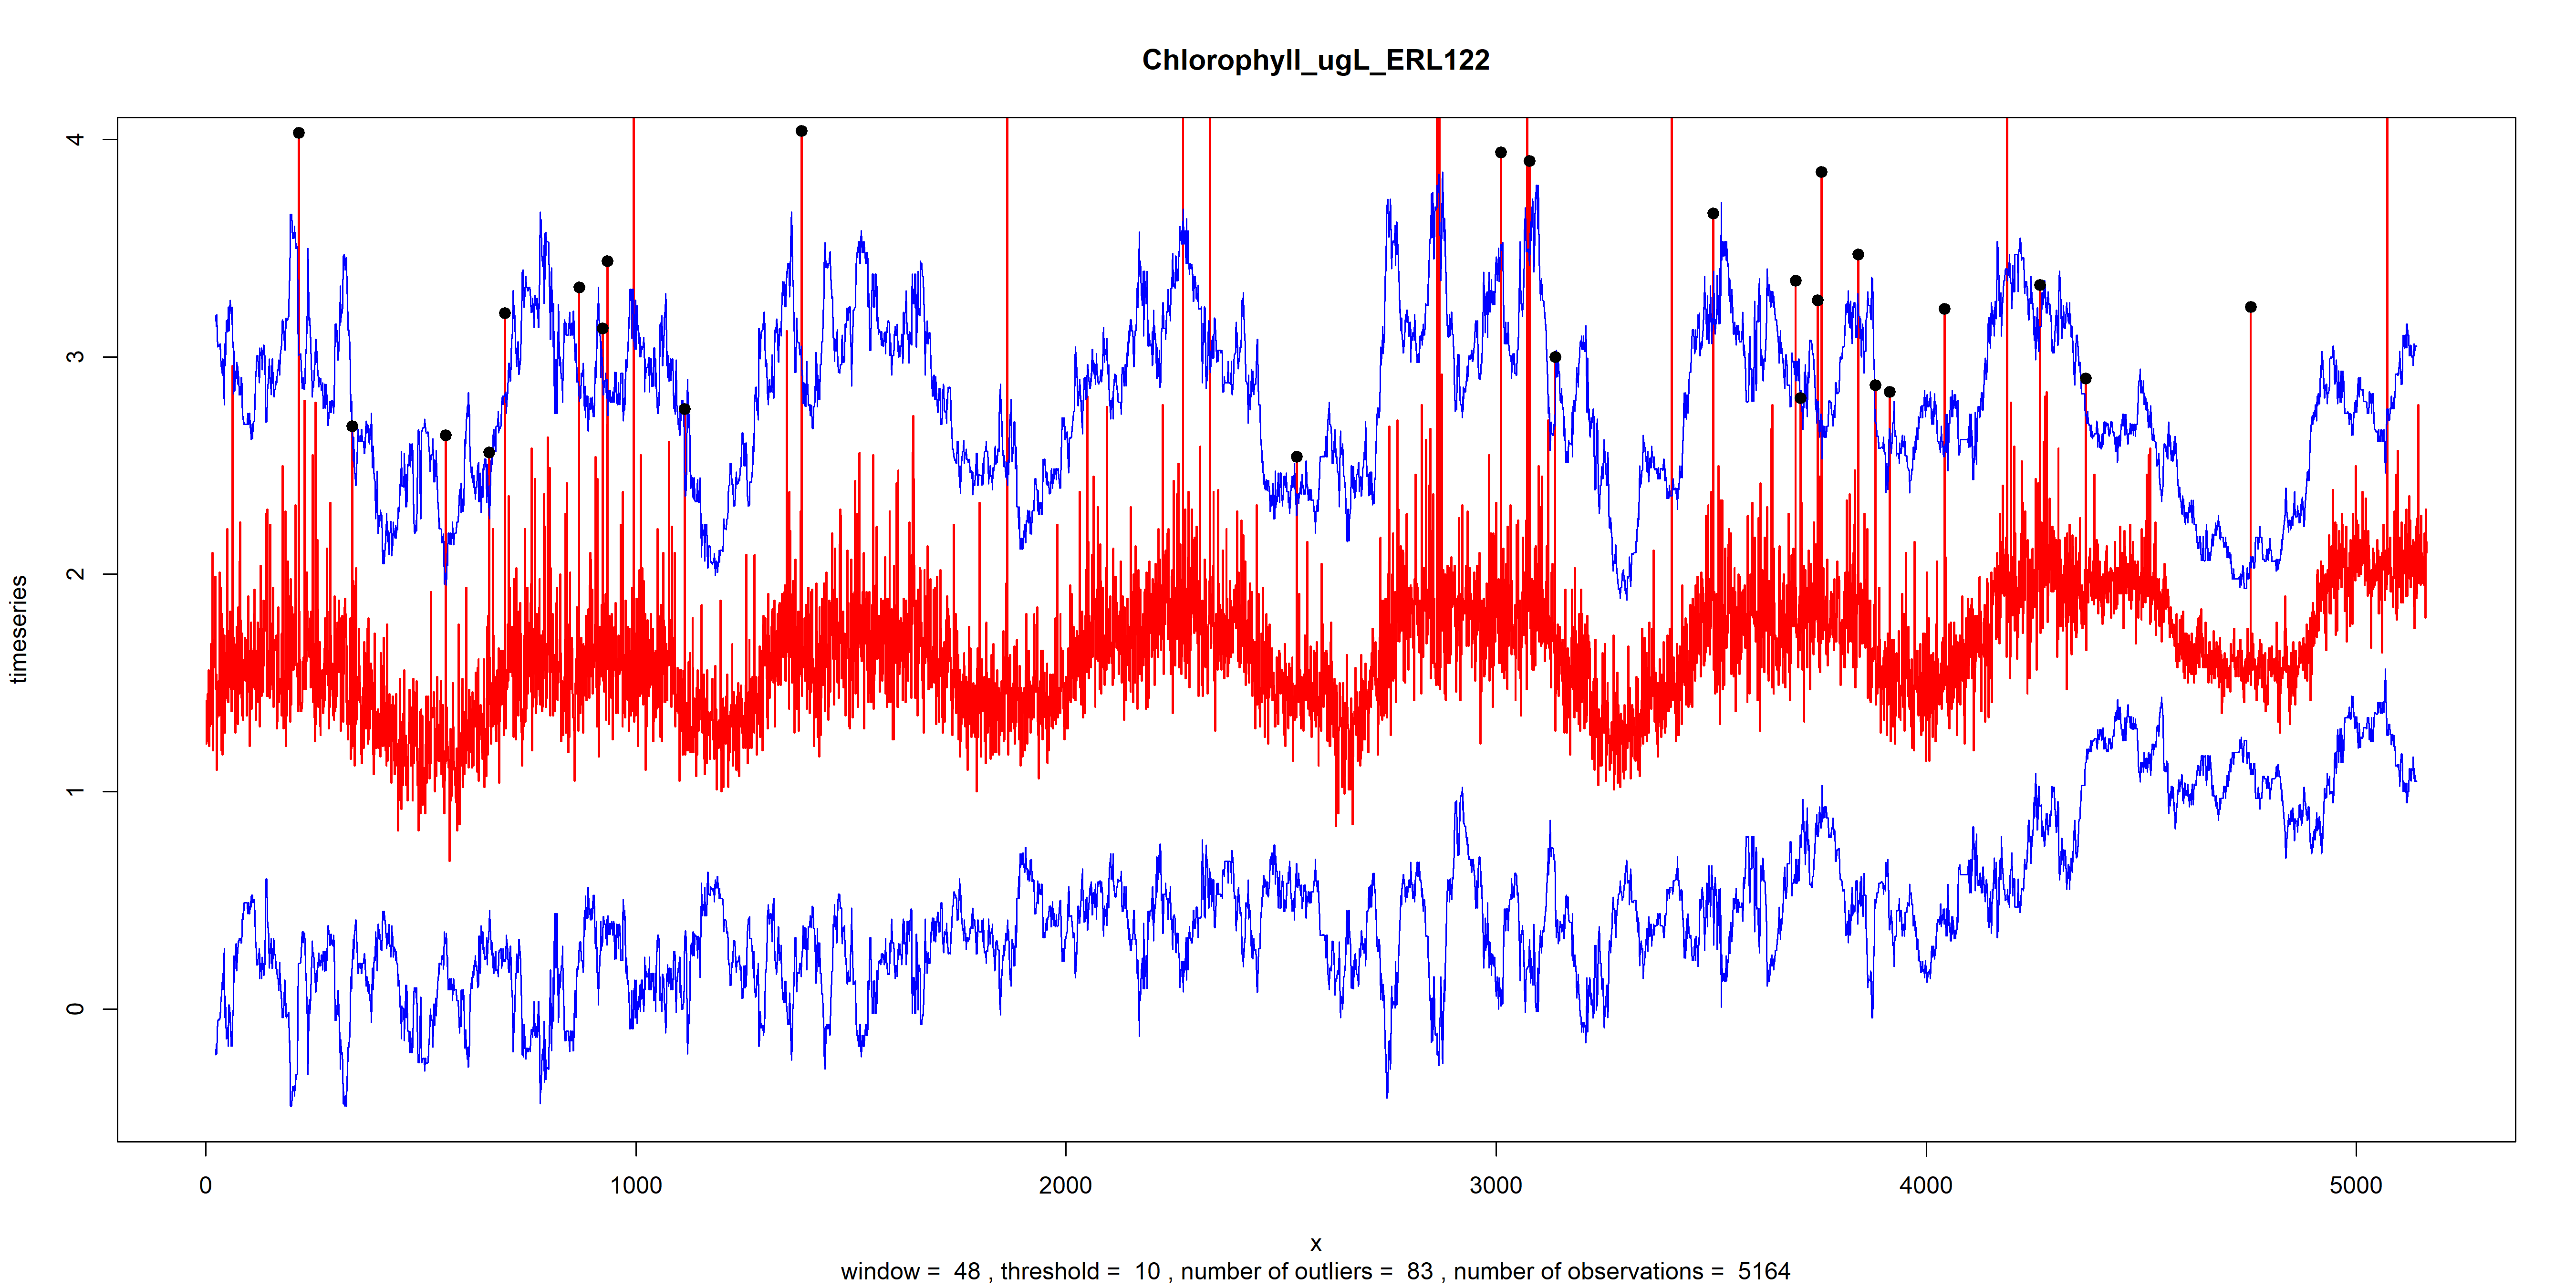 Chlorophyll_ugL_ERL122
4
3
2
1
0
timeseries
0 1000 2000 3000 4000 5000
x
window = 48 , threshold = 10 , number of outliers = 83 , number of observations = 5164